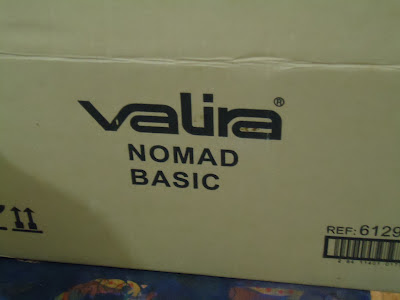 valira®
NOMAD
BASIC
REF: 6129